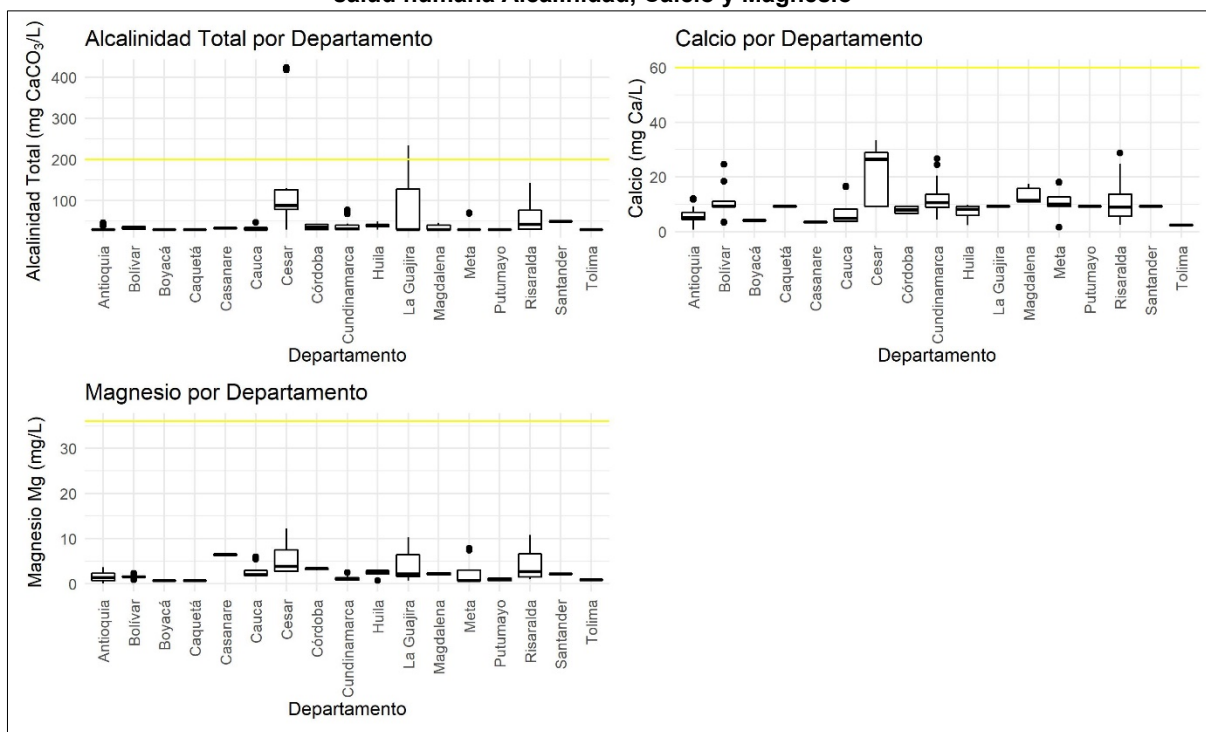 salud humana Alcalinidad, Calcio y Magnesio
Alcalinidad Total por Departamento
Alcalinidad Total (mg CaCO₃/L)
400
300
200
100
Antioquia
Bolívar
Boyacá
Caquetá
Casanare
Cauca
Cesar
Córdoba
Cundinamarca
Huila
La Guajira
Magdalena
Meta
Putumayo
Risaralda
Santander
Tolima
Departamento
Calcio por Departamento
Calcio (mg Ca/L)
60
40
20
0
Antioquia
Bolívar
Boyacá
Caquetá
Casanare
Cauca
Cesar
Córdoba
Cundinamarca
Huila
La Guajira
Magdalena
Meta
Putumayo
Risaralda
Santander
Tolima
Departamento
Magnesio por Departamento
Magnesio Mg (mg/L)
30
20
10
0
Antioquia
Bolívar
Boyacá
Caquetá
Casanare
Cauca
Cesar
Córdoba
Cundinamarca
Huila
La Guajira
Magdalena
Meta
Putumayo
Risaralda
Santander
Tolima
Departamento